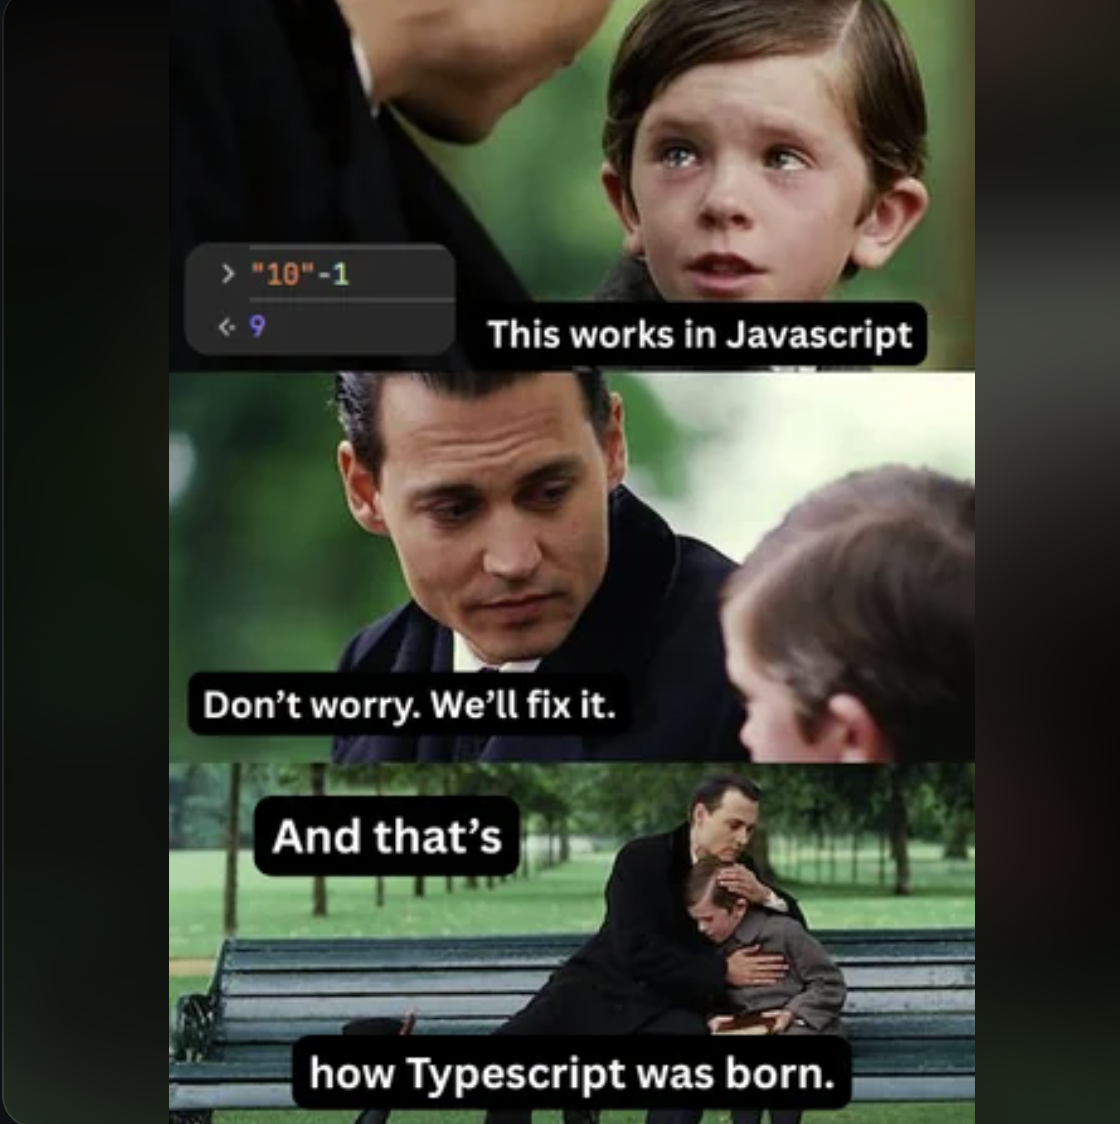 > "10"-1
<· 9
This works in Javascript
Don't worry. We'll fix it.
And that's
how Typescript was born.